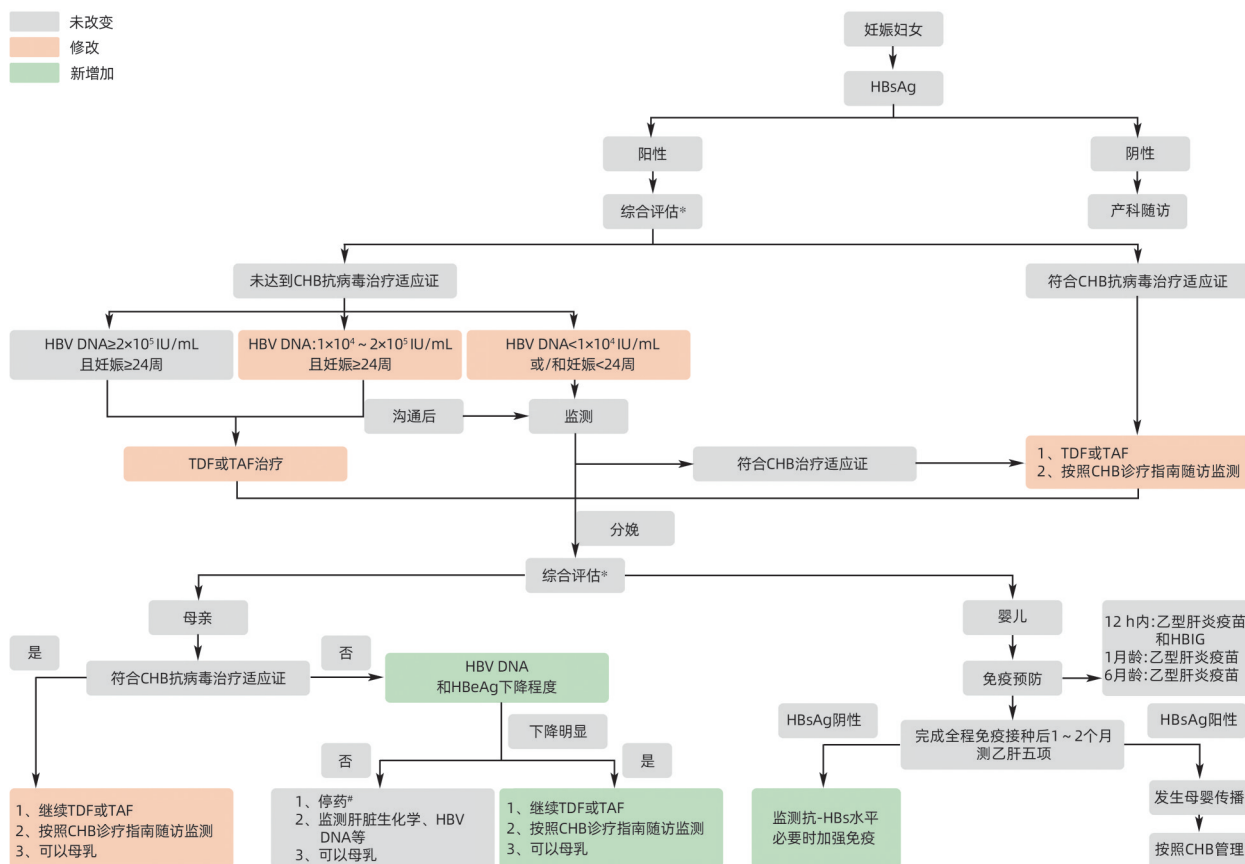 未改变
修改
新增加
妊娠妇女
HBsAg
阳性
阴性
综合评估*
产科随访
未达到CHB抗病毒治疗适应证
符合CHB抗病毒治疗适应证
HBV DNA≥2×10⁵ IU/mL
且妊娠≥24周
HBV DNA:1×10⁴~2×10⁵ IU/mL
且妊娠≥24周
HBV DNA<1×10⁴ IU/mL
或/和妊娠<24周
沟通后
监测
TDF或TAF治疗
符合CHB治疗适应证
1、TDF或TAF
2、按照CHB诊疗指南随访监测
分娩
综合评估*
母亲
婴儿
12 h内:乙型肝炎疫苗
和HBIG
1月龄:乙型肝炎疫苗
6月龄:乙型肝炎疫苗
是
符合CHB抗病毒治疗适应证
否
HBV DNA
和HBeAg下降程度
免疫预防
HBsAg阴性
HBsAg阳性
下降明显
完成全程免疫接种后1~2个月
测乙肝五项
否
是
1、继续TDF或TAF
2、按照CHB诊疗指南随访监测
3、可以母乳
1、停药#
2、监测肝脏生化学、HBV
DNA等
3、可以母乳
1、继续TDF或TAF
2、按照CHB诊疗指南随访监测
3、可以母乳
监测抗-HBs水平
必要时加强免疫
发生母婴传播
按照CHB管理